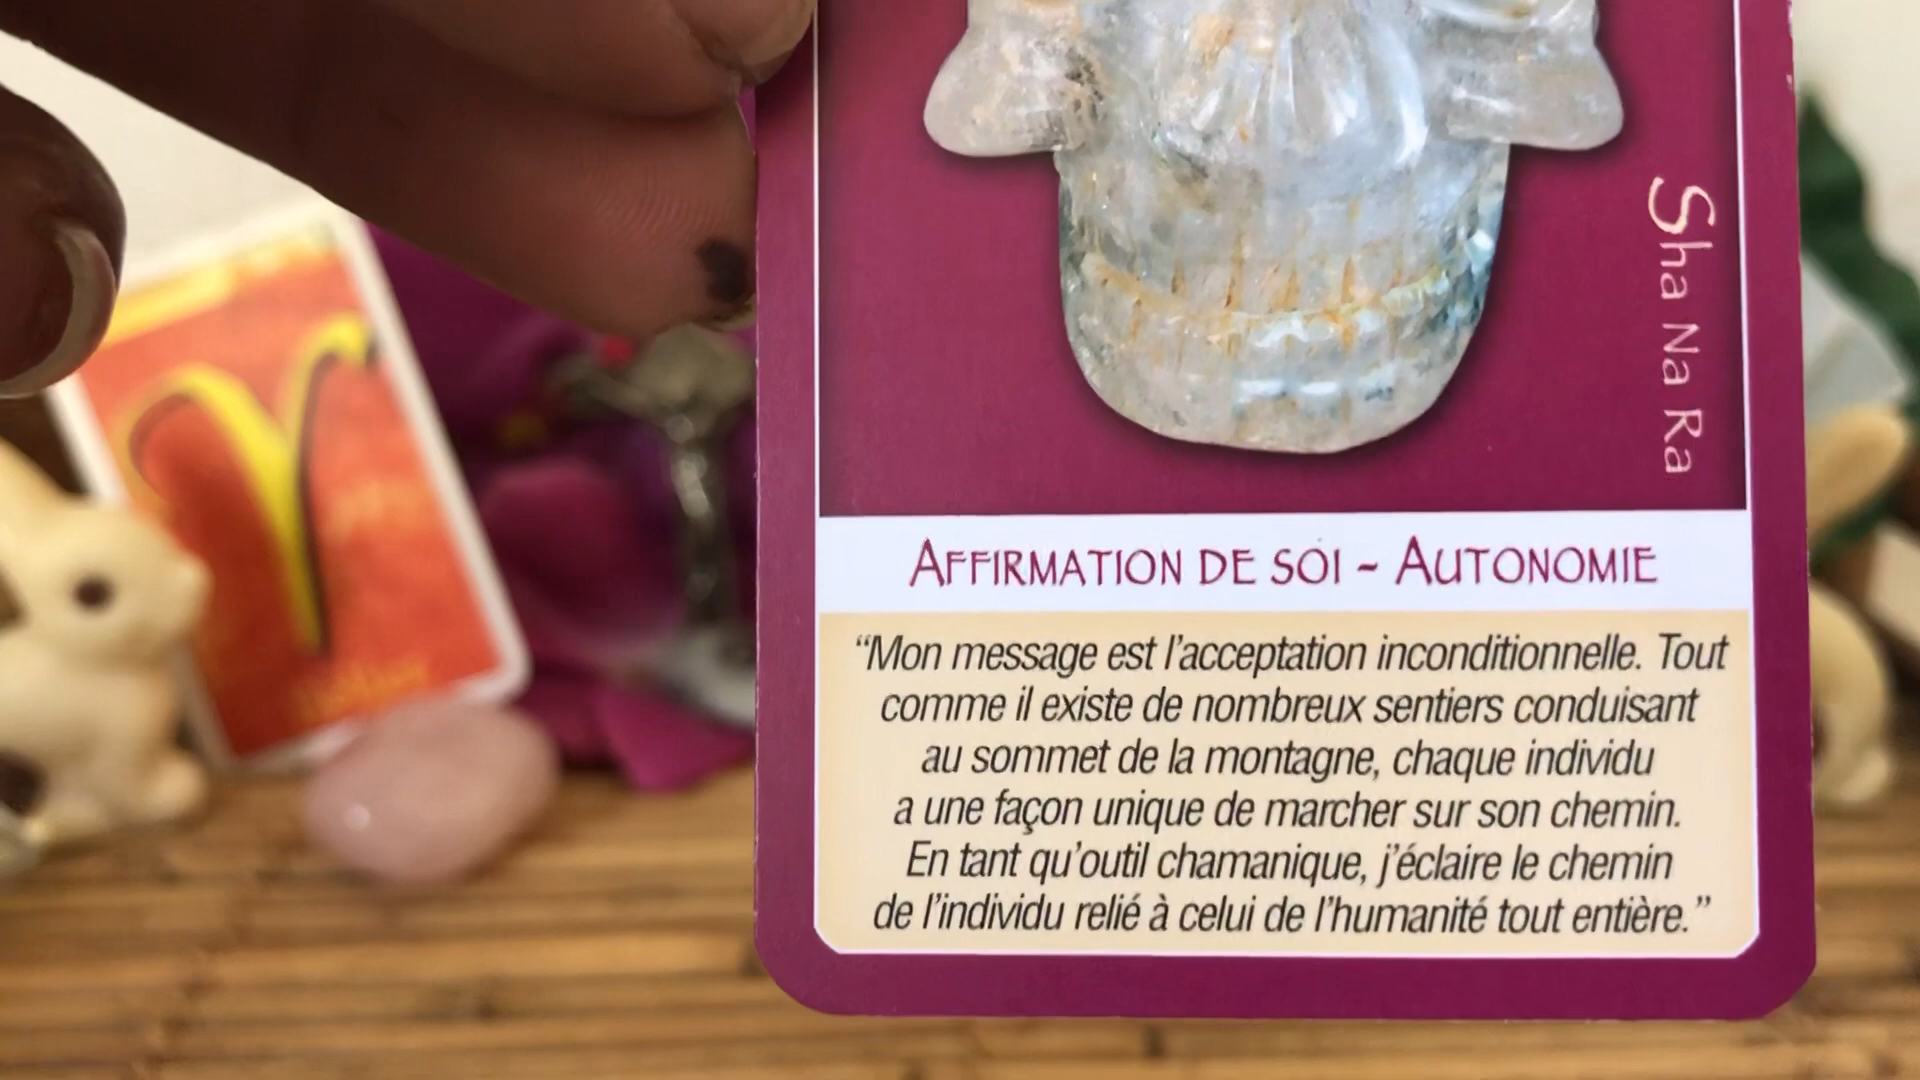 Sha Na Ra
AFFIRMATION DE SOI ~ AUTONOMIE
“Mon message est l’acceptation inconditionnelle. Tout
comme il existe de nombreux sentiers conduisant
au sommet de la montagne, chaque individu
a une façon unique de marcher sur son chemin.
En tant qu’outil chamanique, j’éclaire le chemin
de l’individu relié à celui de l’humanité tout entière.”